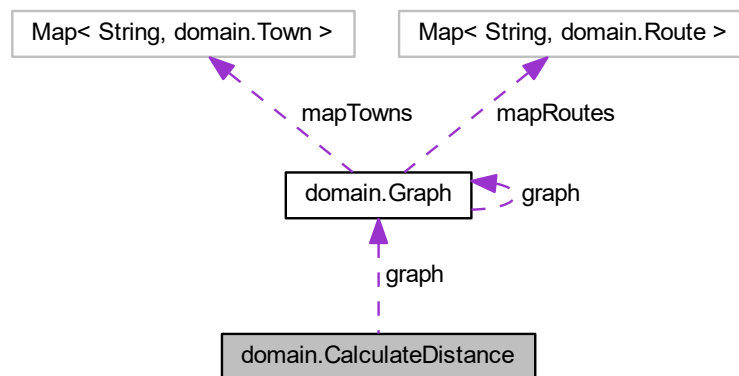 Map< String, domain.Town >
Map< String, domain.Route >
mapTowns
mapRoutes
domain.Graph
graph
graph
domain.CalculateDistance